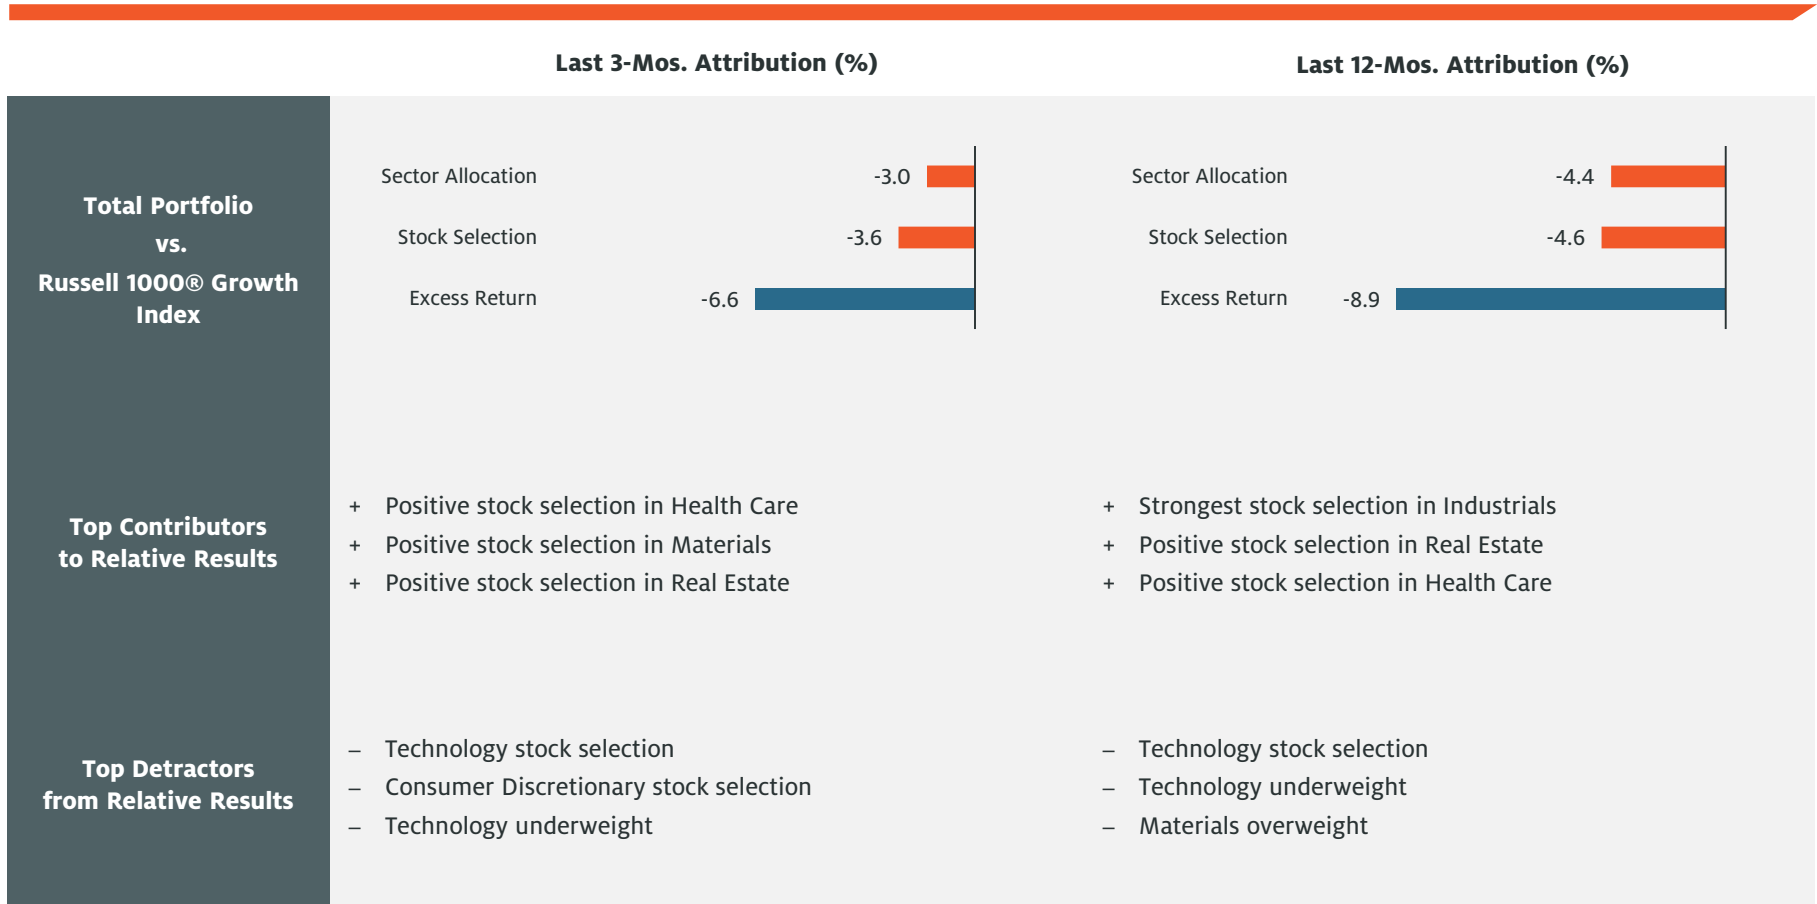 Last 3-Mos. Attribution (%)
Last 12-Mos. Attribution (%)
Total Portfolio
vs.
Russell 1000® Growth
Index
Sector Allocation
-3.0
Stock Selection
-3.6
Excess Return
-6.6
Sector Allocation
-4.4
Stock Selection
-4.6
Excess Return
-8.9
Top Contributors
to Relative Results
+ Positive stock selection in Health Care
+ Positive stock selection in Materials
+ Positive stock selection in Real Estate
+ Strongest stock selection in Industrials
+ Positive stock selection in Real Estate
+ Positive stock selection in Health Care
Top Detractors
from Relative Results
– Technology stock selection
– Consumer Discretionary stock selection
– Technology underweight
– Technology stock selection
– Technology underweight
– Materials overweight